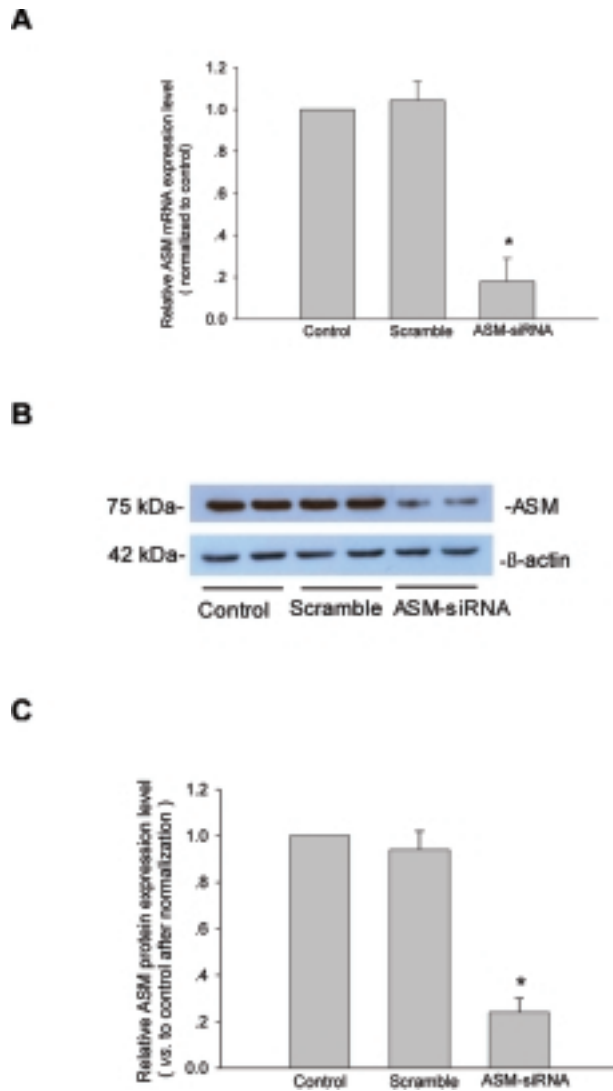 A
Relative ASM mRNA expression level
( normalized to control)
1.2
1.0
.8
.6
.4
.2
0.0
*
Control Scramble ASM-siRNA
B
75 kDa- -ASM
42 kDa- -ß-actin
Control Scramble ASM-siRNA
C
Relative ASM protein expression level
( vs. to control after normalization )
1.2
1.0
.8
.6
.4
.2
0.0
*
Control Scramble ASM-siRNA